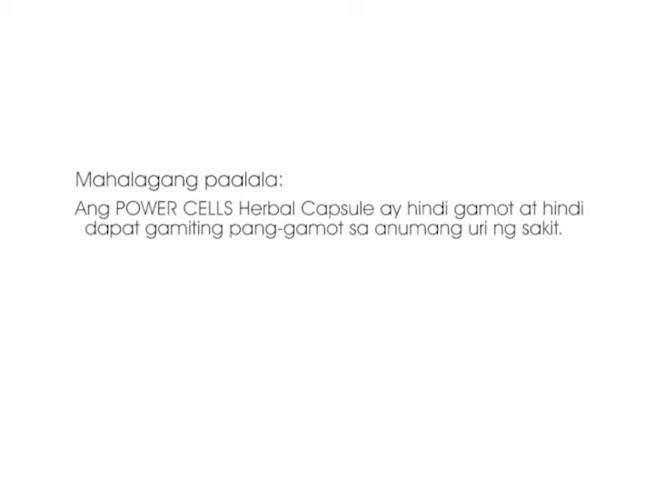 Mahalagang paalala:
Ang POWER CELLS Herbal Capsule ay hindi gamot at hindi
dapat gamiting pang-gamot sa anumang uri ng sakit.